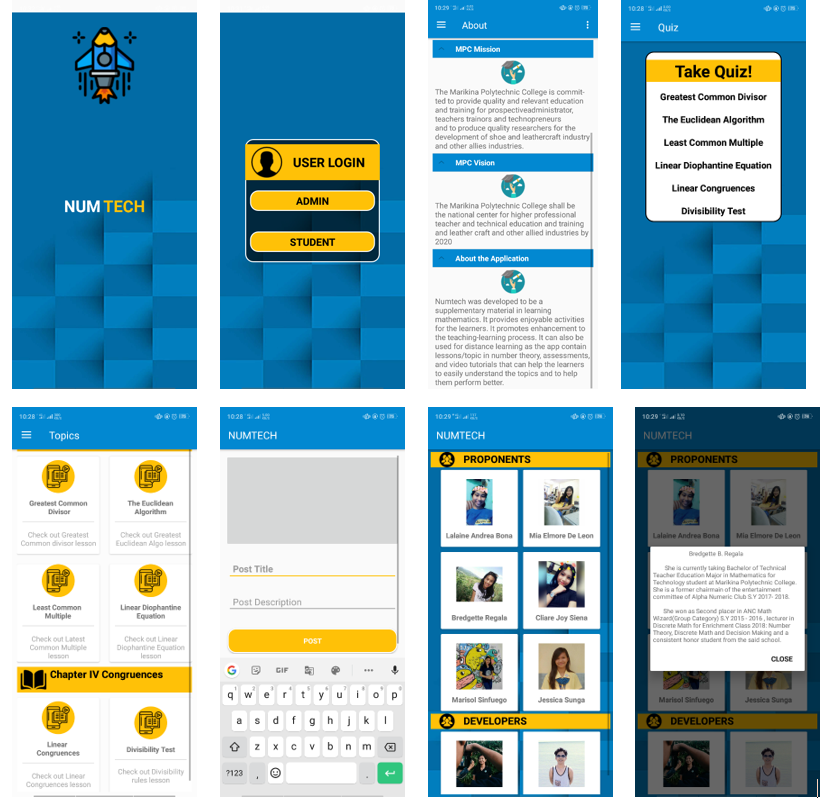 NUM TECH
USER LOGIN
ADMIN
STUDENT
10:29
About
MPC Mission
The Marikina Polytechnic College is commit-
ted to provide quality and relevant education
and training for prospectiveadministrator,
teachers trainors and technopreneurs
and to produce quality researchers for the
development of shoe and leathercraft industry
and other allies industries.
MPC Vision
The Marikina Polytechnic College shall be
the national center for higher professional
teacher and technical education and training
and leather craft and other allied industries by
2020
About the Application
Numtech was developed to be a
supplementary material in learning
mathematics. It provides enjoyable activities
for the learners. It promotes enhancement to
the teaching-learning process. It can also be
used for distance learning as the app contain
lessons/topic in number theory, assessments,
and video tutorials that can help the learners
to easily understand the topics and to help
them perform better.
10:28
Quiz
Take Quiz!
Greatest Common Divisor
The Euclidean Algorithm
Least Common Multiple
Linear Diophantine Equation
Linear Congruences
Divisibility Test
10:28
Topics
Greatest Common
Divisor
Check out Greatest
Common divisor lesson
The Euclidean
Algorithm
Check out Greatest
Euclidean Algo lesson
Least Common
Multiple
Check out Latest
Common Multiple
lesson
Linear Diophantine
Equation
Check out Linear
Diophantine Equation
lesson
Chapter IV Congruences
Linear
Congruences
Check out Linear
Congruences lesson
Divisibility Test
Check out Divisibility
rules lesson
10:28
NUMTECH
Post Title
Post Description
POST
G GIF
q w e r t y u i o p
1 2 3 4 5 6 7 8 9 0
a s d f g h j k l
z x c v b n m
?123 , .
10:29
NUMTECH
PROPONENTS
Lalaine Andrea Bona
Mia Elmore De Leon
Bredgette Regala
Cliare Joy Siena
Marisol Sinfuego
Jessica Sunga
DEVELOPERS
10:29
NUMTECH
PROPONENTS
Lalaine Andrea Bona
Mia Elmore De Leon
Bredgette B. Regala
She is currently taking Bachelor of Technical
Teacher Education Major in Mathematics for
Technology student at Marikina Polytechnic College.
She is a former chairman of the entertainment
committee of Alpha Numeric Club S.Y 2017- 2018.
She won as Second placer in ANC Math
Wizard(Group Category) S.Y 2015 - 2016 , lecturer in
Discrete Math for Enrichment Class 2018: Number
Theory, Discrete Math and Decision Making and a
consistent honor student from the said school.
CLOSE
Marisol Sinfuego
Jessica Sunga
DEVELOPERS